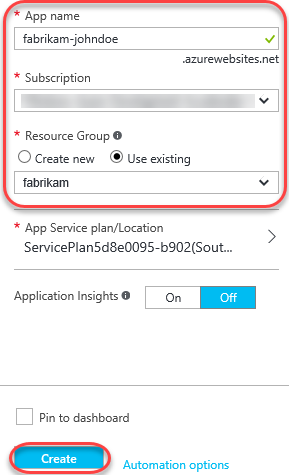 * App name
fabrikam-johndoe
.azurewebsites.net
* Subscription
* Resource Group
Create new Use existing
fabrikam
* App Service plan/Location
ServicePlan5d8e0095-b902(Sout...
Application Insights On Off
Pin to dashboard
Create Automation options